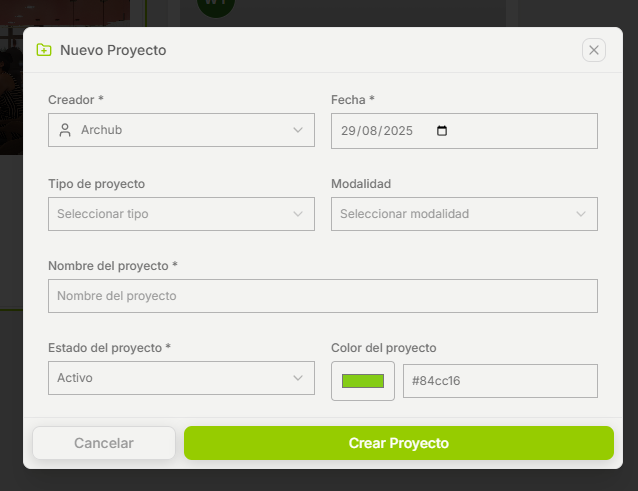 Nuevo Proyecto
Creador * Fecha *
Archub 29/08/2025
Tipo de proyecto Modalidad
Seleccionar tipo Seleccionar modalidad
Nombre del proyecto *
Nombre del proyecto
Estado del proyecto * Color del proyecto
Activo #84cc16
Cancelar Crear Proyecto